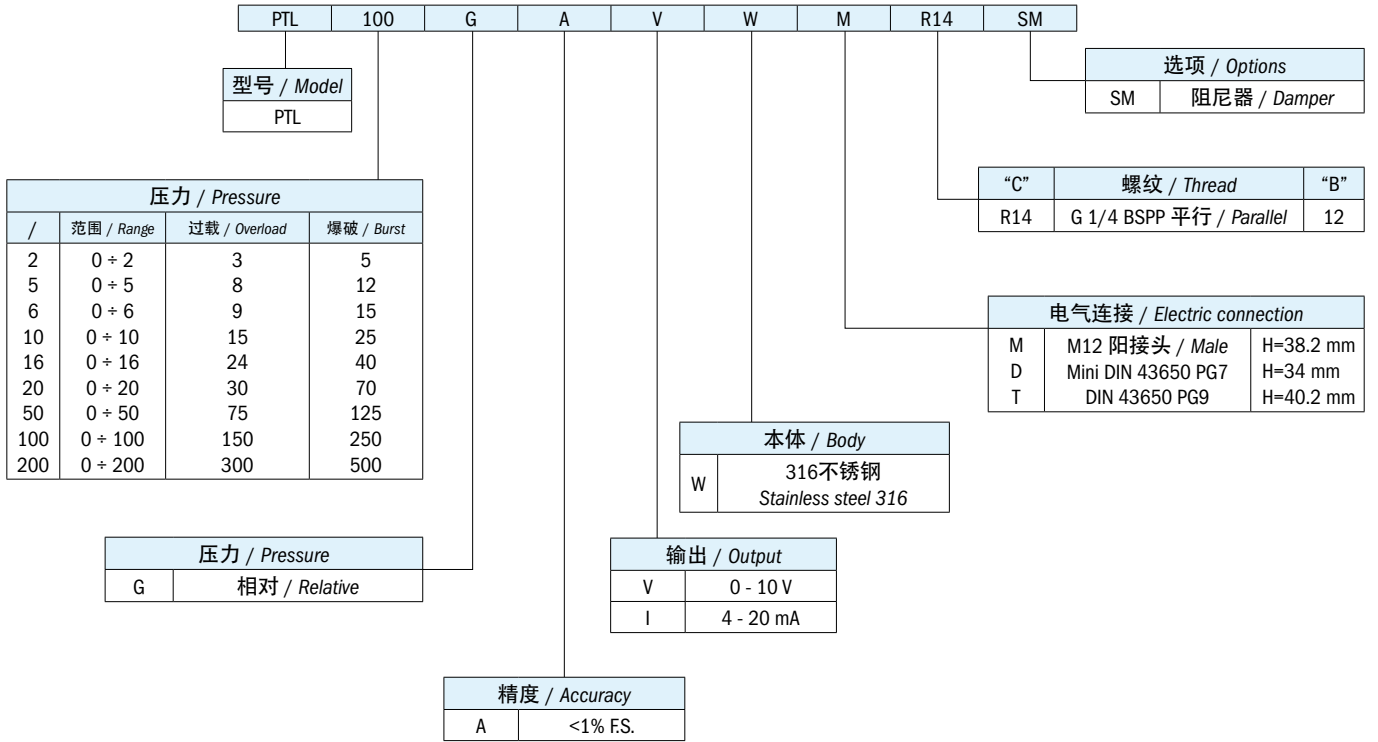 PTL 100 G A V W M R14 SM
选项 / Options
SM 阻尼器 / Damper
型号 / Model
PTL
“C” 螺纹 / Thread “B”
R14 G 1/4 BSPP 平行 / Parallel 12
压力 / Pressure
/ 范围 / Range 过载 / Overload 爆破 / Burst
2 0 ÷ 2 3 5
5 0 ÷ 5 8 12
6 0 ÷ 6 9 15
10 0 ÷ 10 15 25
16 0 ÷ 16 24 40
20 0 ÷ 20 30 70
50 0 ÷ 50 75 125
100 0 ÷ 100 150 250
200 0 ÷ 200 300 500
电气连接 / Electric connection
M M12 阳接头 / Male H=38.2 mm
D Mini DIN 43650 PG7 H=34 mm
T DIN 43650 PG9 H=40.2 mm
本体 / Body
W 316不锈钢
Stainless steel 316
压力 / Pressure
G 相对 / Relative
输出 / Output
V 0 - 10 V
I 4 - 20 mA
精度 / Accuracy
A <1% F.S.